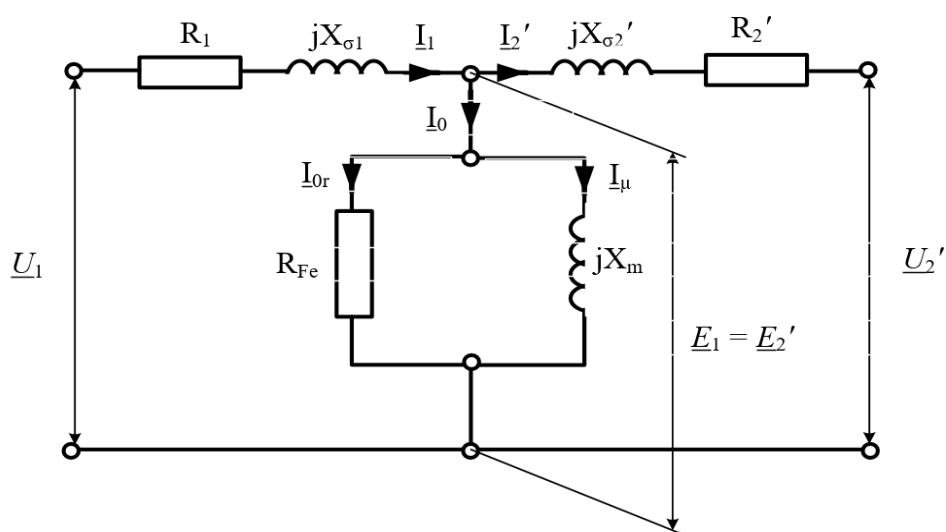 R₁
jXσ1
I₁
I₂′
jXσ2′
R₂′
I₀
I₀r
Iμ
U₁
RFe
jXm
U₂′
E₁ = E₂′